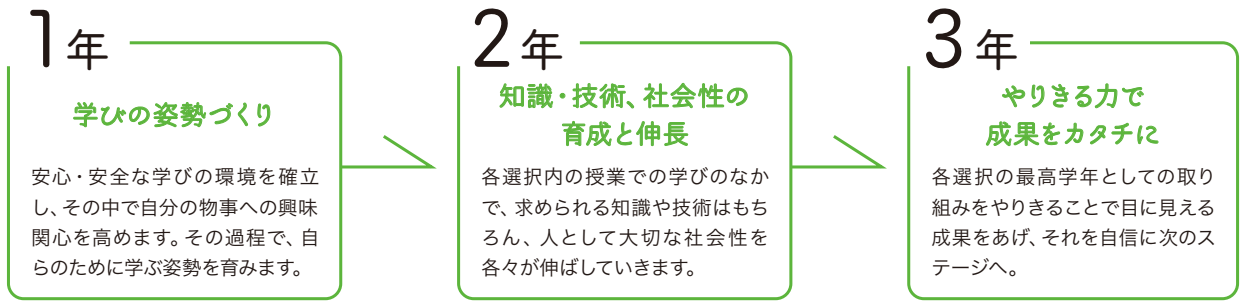 1年
学びの姿勢づくり
安心・安全な学びの環境を確立
し、その中で自分の物事への興味
関心を高めます。その過程で、自
らのために学ぶ姿勢を育みます。
2年
知識・技術、社会性の
育成と伸長
各選択内の授業での学びのなか
で、求められる知識や技術はもち
ろん、人として大切な社会性を
各々が伸ばしていきます。
3年
やりきる力で
成果をカタチに
各選択の最高学年としての取り
組みをやりきることで目に見える
成果をあげ、それを自信に次のス
テージへ。